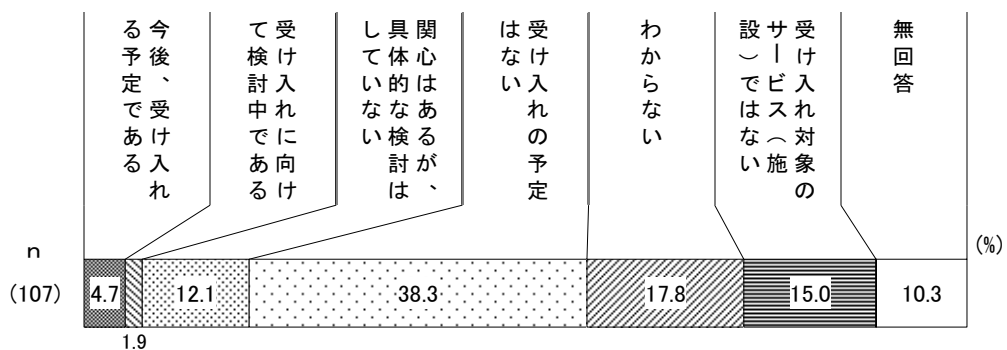 今後、受け入れ
る予定である
受け入れに向け
て検討中である
関心はあるが、
具体的な検討は
していない
受け入れの予定
はない
わからない
受け入れ対象の
サービス（施
設）ではない
無回答
(%)
n
(107)
4.7
1.9
12.1
38.3
17.8
15.0
10.3